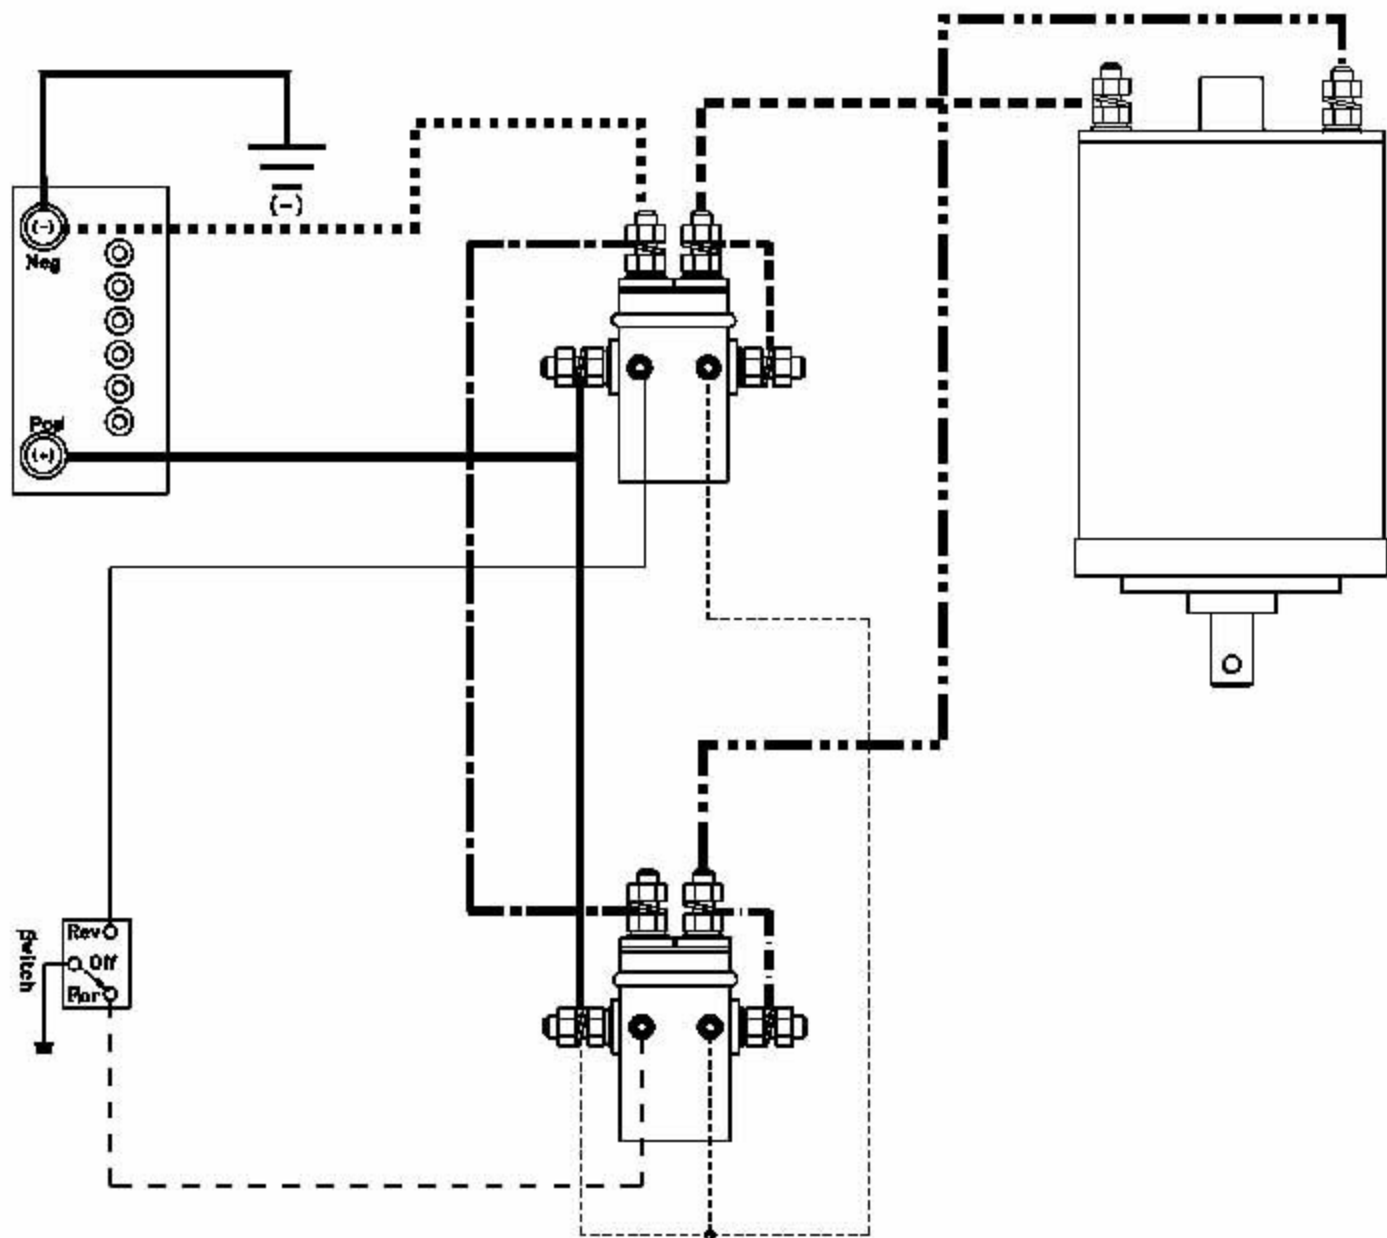 (-)
(-)
Neg
Pos
(+)
Switch
Rev
Off
For